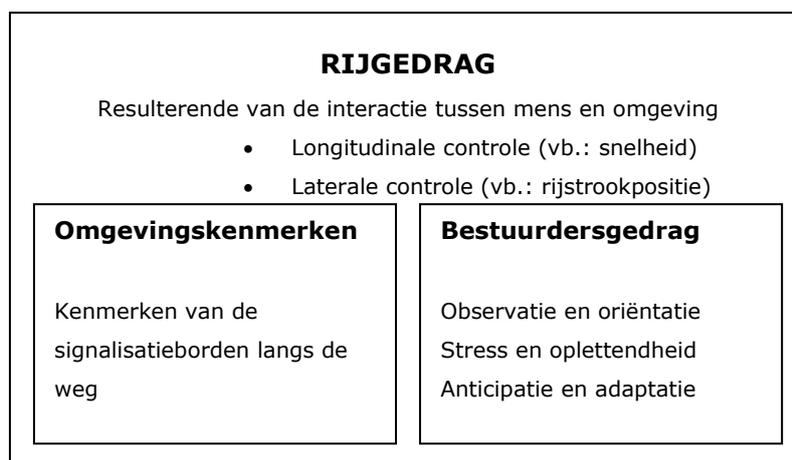 RIJGEDRAG
Resulterende van de interactie tussen mens en omgeving
• Longitudinale controle (vb.: snelheid)
• Laterale controle (vb.: rijstrookpositie)
Omgevingskenmerken
Kenmerken van de
signalisatieborden langs de
weg
Bestuurdersgedrag
Observatie en oriëntatie
Stress en oplettendheid
Anticipatie en adaptatie